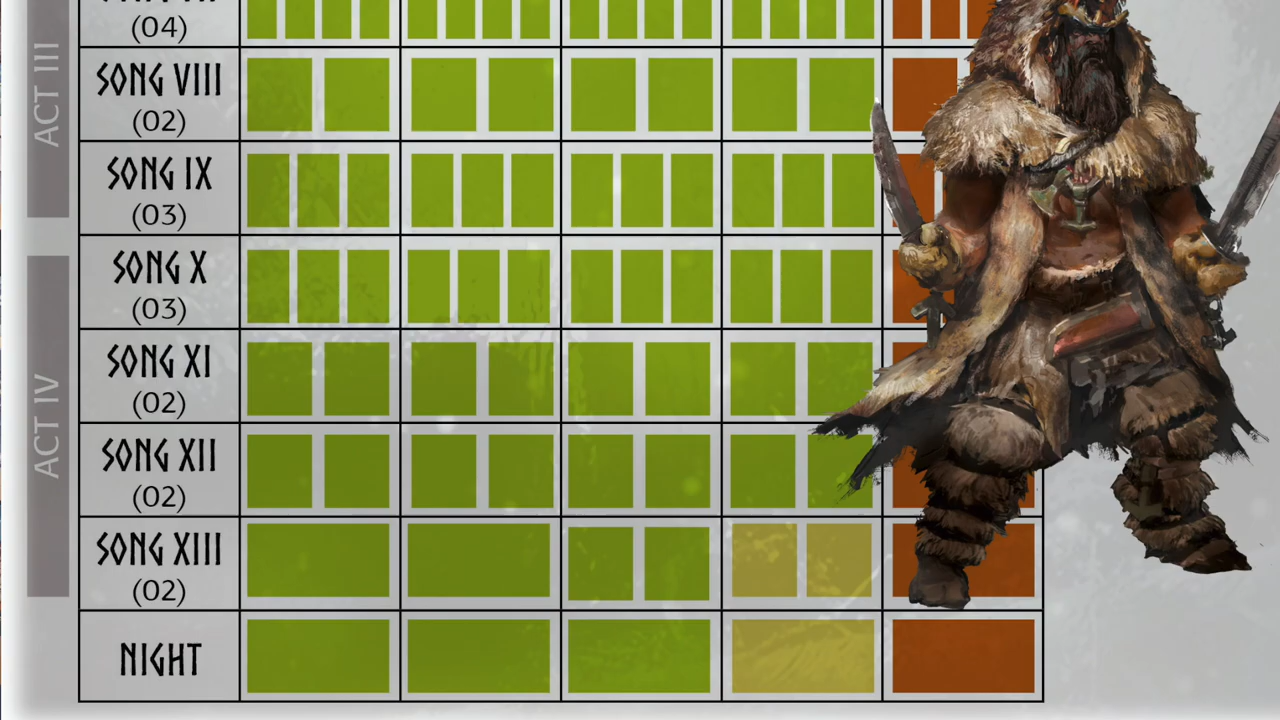 ACT III
(04)
SONG VIII
(02)
SONG IX
(03)
ACT IV
SONG X
(03)
SONG XI
(02)
SONG XII
(02)
SONG XIII
(02)
NIGHT